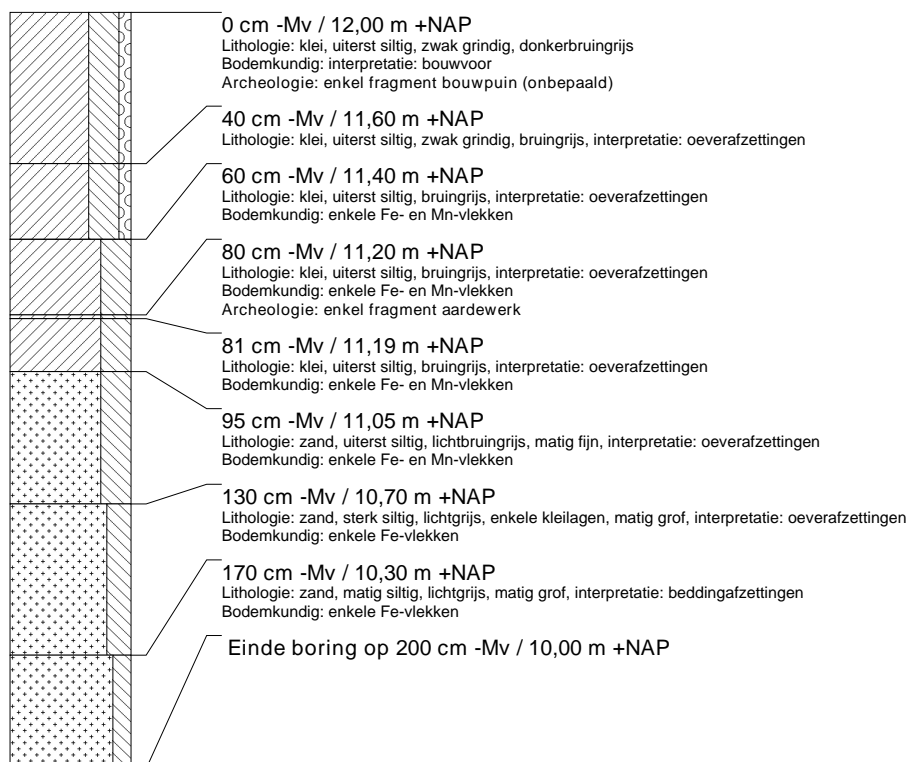 0 cm -Mv / 12,00 m +NAP
Lithologie: klei, uiterst siltig, zwak grindig, donkerbruingrijs
Bodemkundig: interpretatie: bouwvoor
Archeologie: enkel fragment bouwpuin (onbepaald)
40 cm -Mv / 11,60 m +NAP
Lithologie: klei, uiterst siltig, zwak grindig, bruingrijs, interpretatie: oeverafzettingen
60 cm -Mv / 11,40 m +NAP
Lithologie: klei, uiterst siltig, bruingrijs, interpretatie: oeverafzettingen
Bodemkundig: enkele Fe- en Mn-vlekken
80 cm -Mv / 11,20 m +NAP
Lithologie: klei, uiterst siltig, bruingrijs, interpretatie: oeverafzettingen
Bodemkundig: enkele Fe- en Mn-vlekken
Archeologie: enkel fragment aardewerk
81 cm -Mv / 11,19 m +NAP
Lithologie: klei, uiterst siltig, bruingrijs, interpretatie: oeverafzettingen
Bodemkundig: enkele Fe- en Mn-vlekken
95 cm -Mv / 11,05 m +NAP
Lithologie: zand, uiterst siltig, lichtbruingrijs, matig fijn, interpretatie: oeverafzettingen
Bodemkundig: enkele Fe- en Mn-vlekken
130 cm -Mv / 10,70 m +NAP
Lithologie: zand, sterk siltig, lichtgrijs, enkele kleilagen, matig grof, interpretatie: oeverafzettingen
Bodemkundig: enkele Fe-vlekken
170 cm -Mv / 10,30 m +NAP
Lithologie: zand, matig siltig, lichtgrijs, matig grof, interpretatie: beddingafzettingen
Bodemkundig: enkele Fe-vlekken
Einde boring op 200 cm -Mv / 10,00 m +NAP